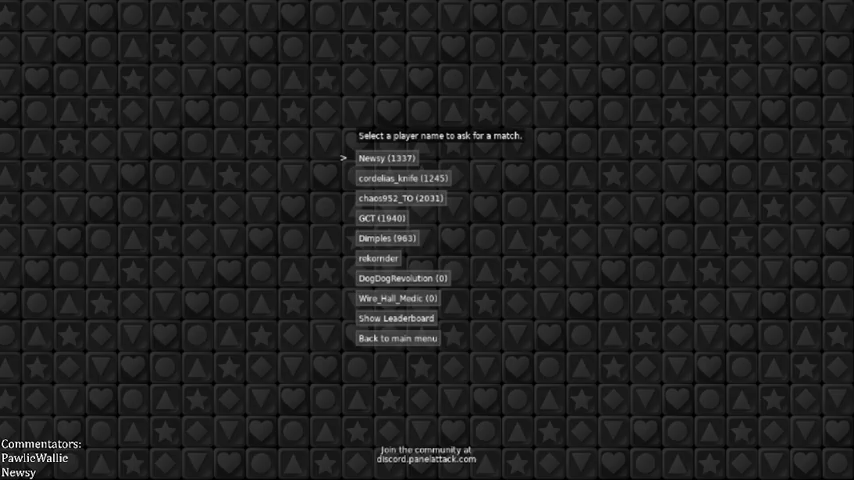 Select a player name to ask for a match.
> Newsy (1337)
cordelias_knife (1245)
chaos952_TO (2031)
GCT (1940)
Dimples (963)
rekornder
DogDogRevolution (0)
Wire_Hall_Medic (0)
Show Leaderboard
Back to main menu
Commentators:
PawlieWallie
Newsy
Join the community at
discord.panelattack.com